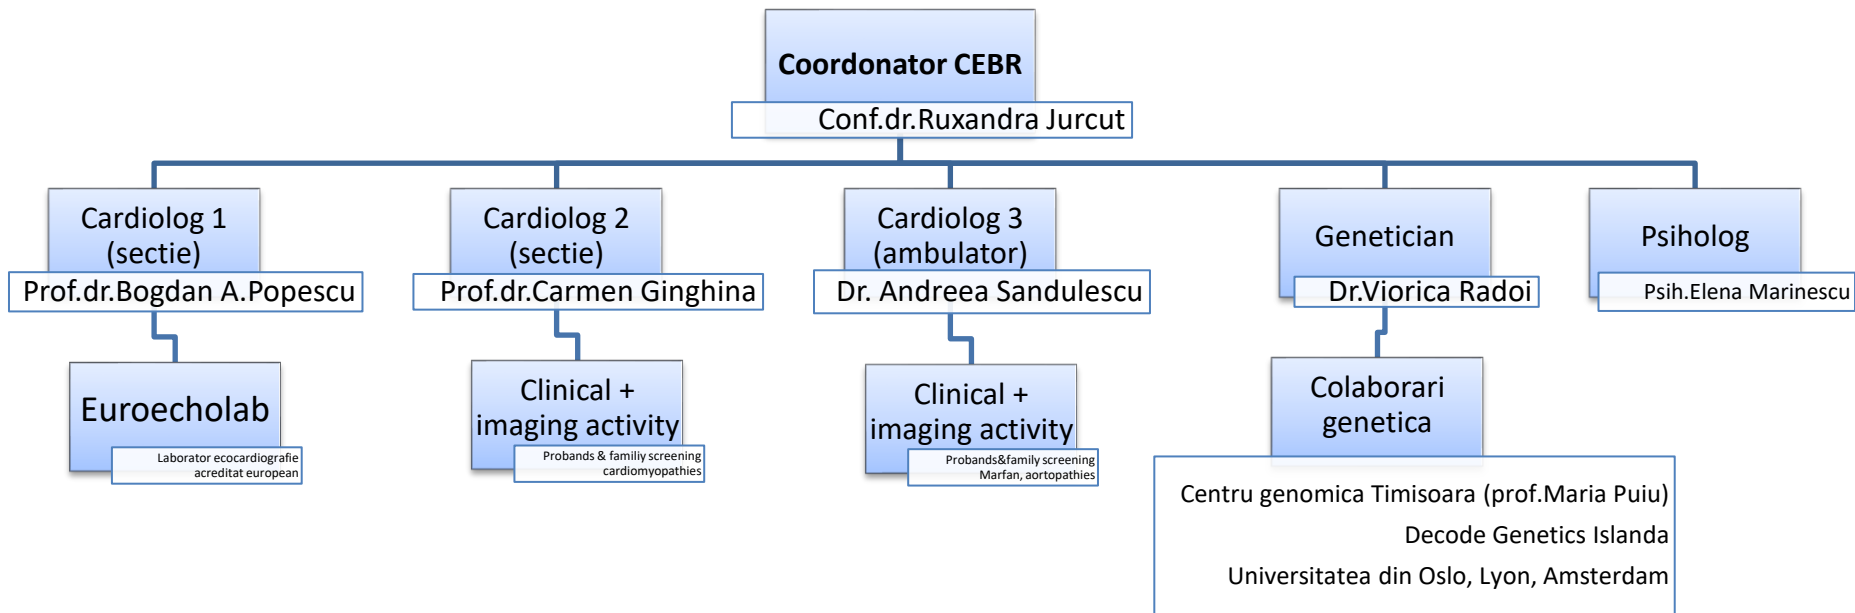 Coordonator CEBR
Conf.dr.Ruxandra Jurcut
Cardiolog 1
(sectie)
Prof.dr.Bogdan A.Popescu
Cardiolog 2
(sectie)
Prof.dr.Carmen Ginghina
Cardiolog 3
(ambulator)
Dr. Andreea Sandulescu
Genetician
Dr.Viorica Radoi
Psiholog
Psih.Elena Marinescu
Euroecholab
Laborator ecocardiografie
acreditat european
Clinical +
imaging activity
Probands & familiy screening
cardiomyopathies
Clinical +
imaging activity
Probands&family screening
Marfan, aortopathies
Colaborari
genetica
Centru genomica Timisoara (prof.Maria Puiu)
Decode Genetics Islanda
Universitatea din Oslo, Lyon, Amsterdam